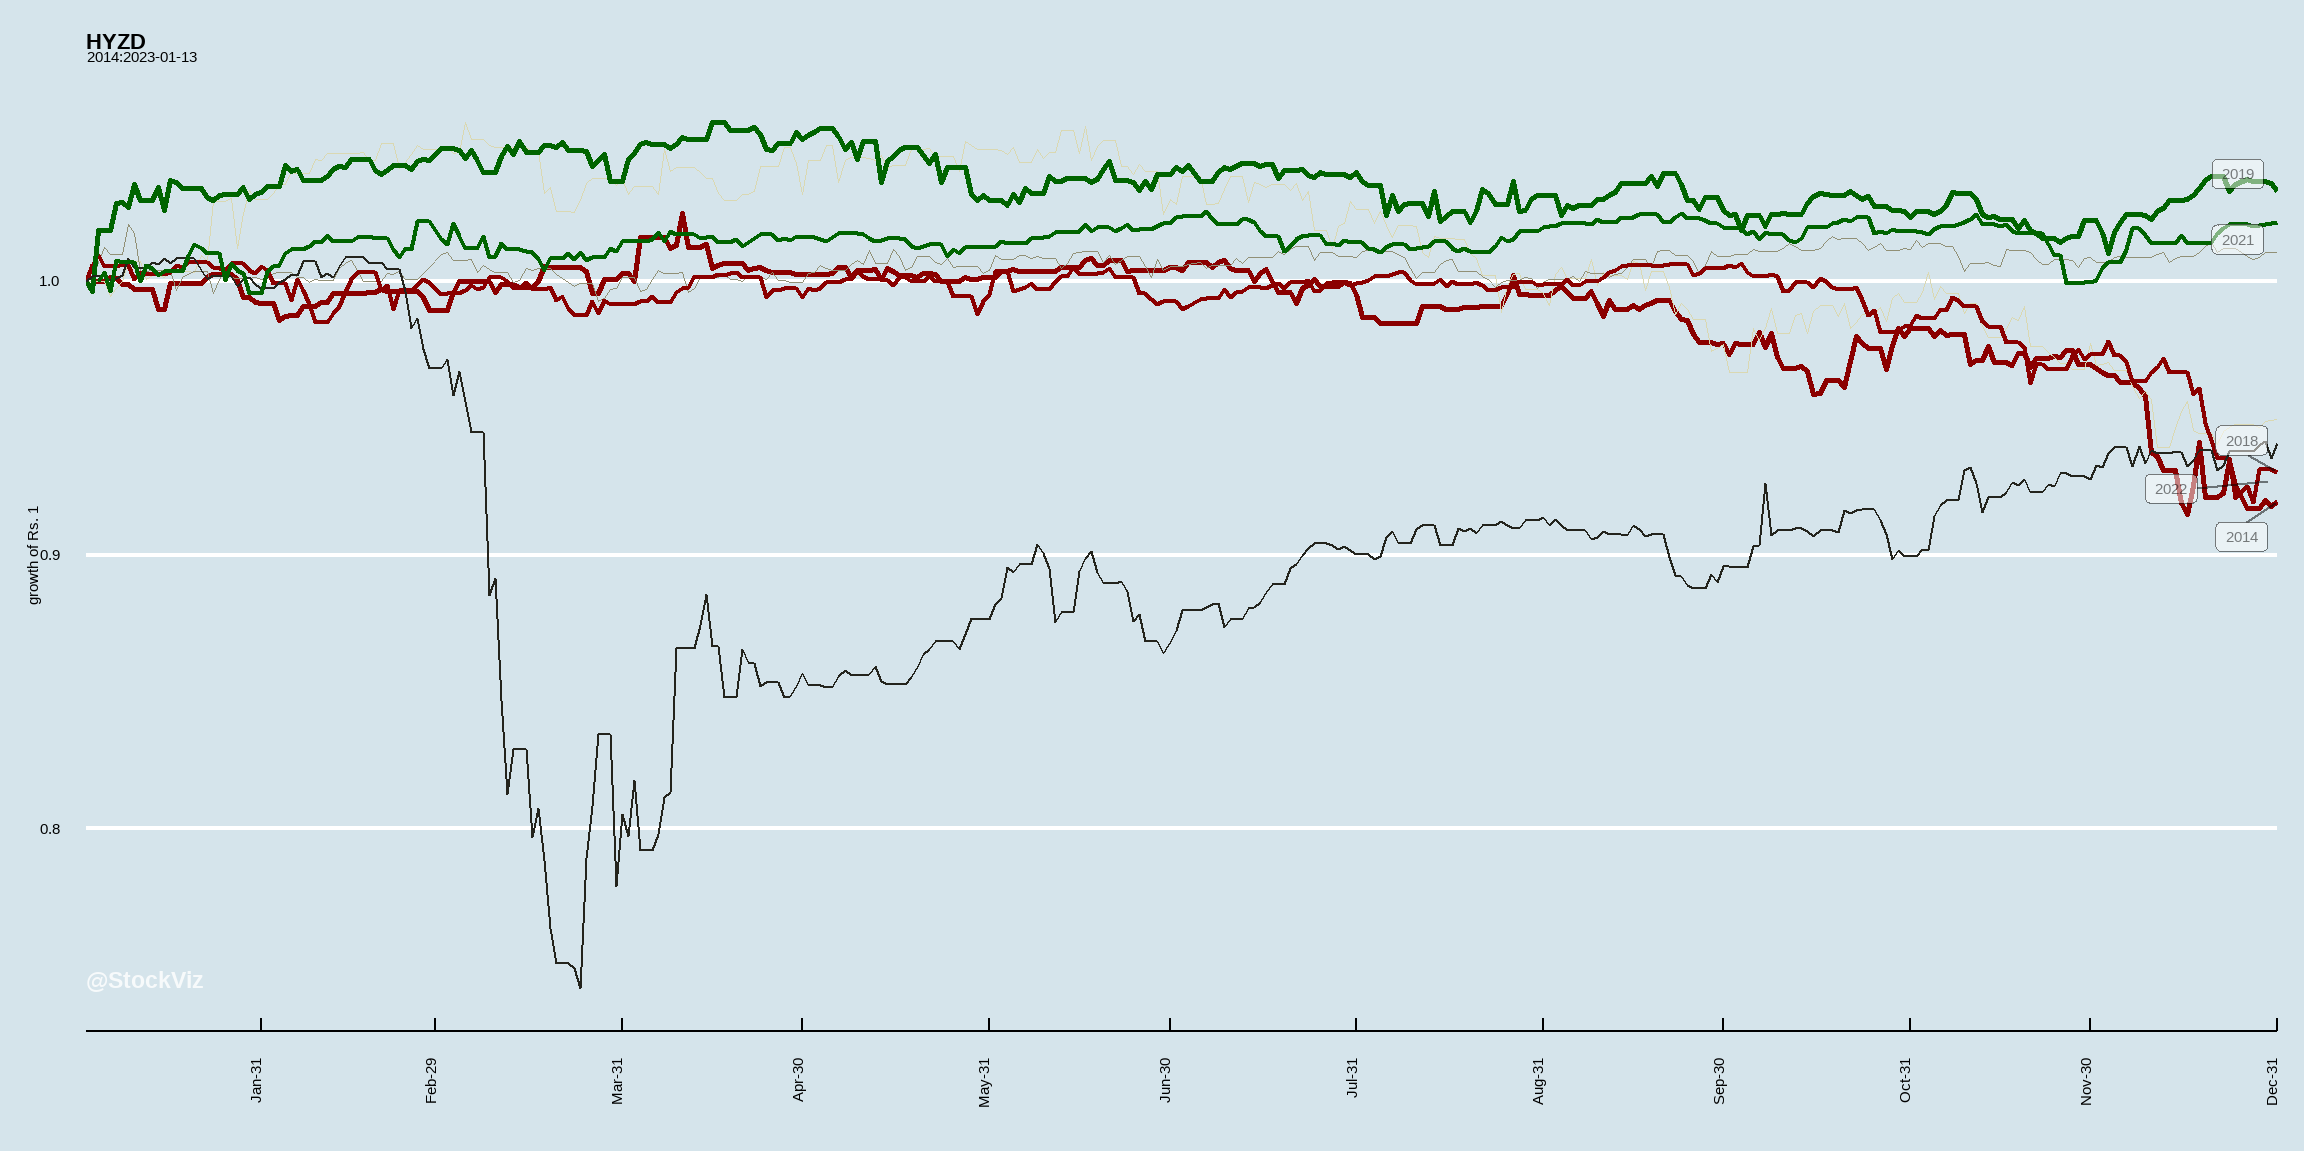 HYZD
2014:2023-01-13
2019
2021
1.0
2018
2022
2014
growth of Rs. 1
0.9
0.8
@StockViz
Jan-31
Feb-29
Mar-31
Apr-30
May-31
Jun-30
Jul-31
Aug-31
Sep-30
Oct-31
Nov-30
Dec-31